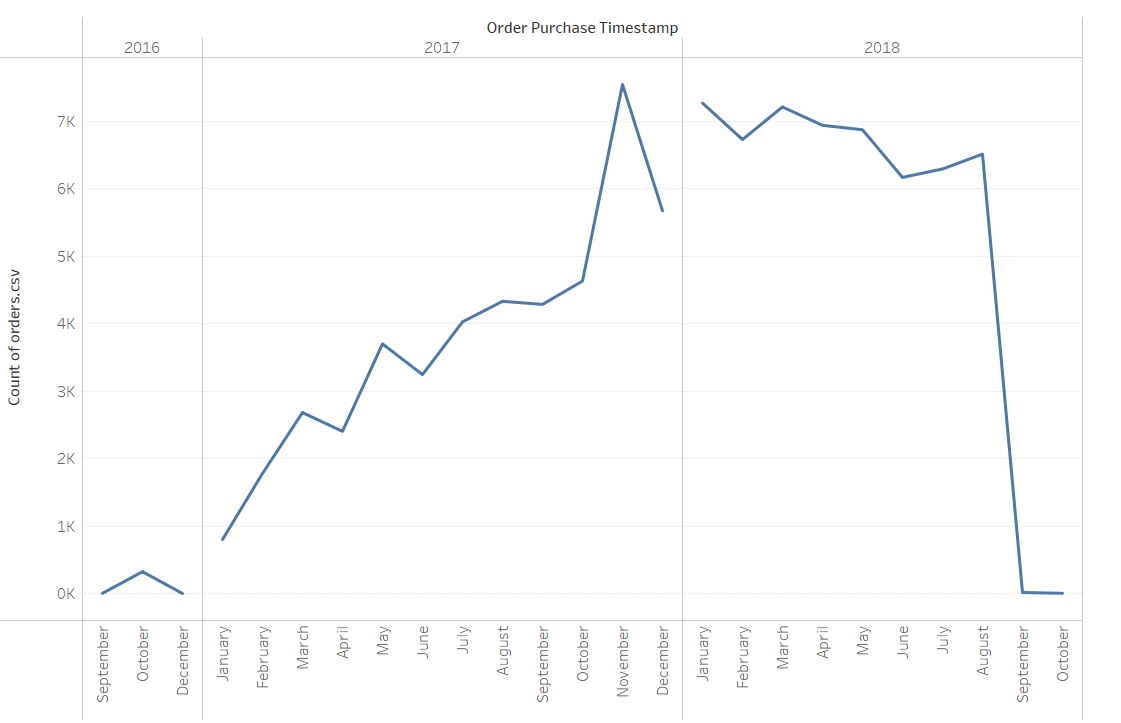 Order Purchase Timestamp
2016 2017 2018
Count of orders.csv
7K
6K
5K
4K
3K
2K
1K
0K
September October December January February March April May June July August September October November December January February March April May June July August September October